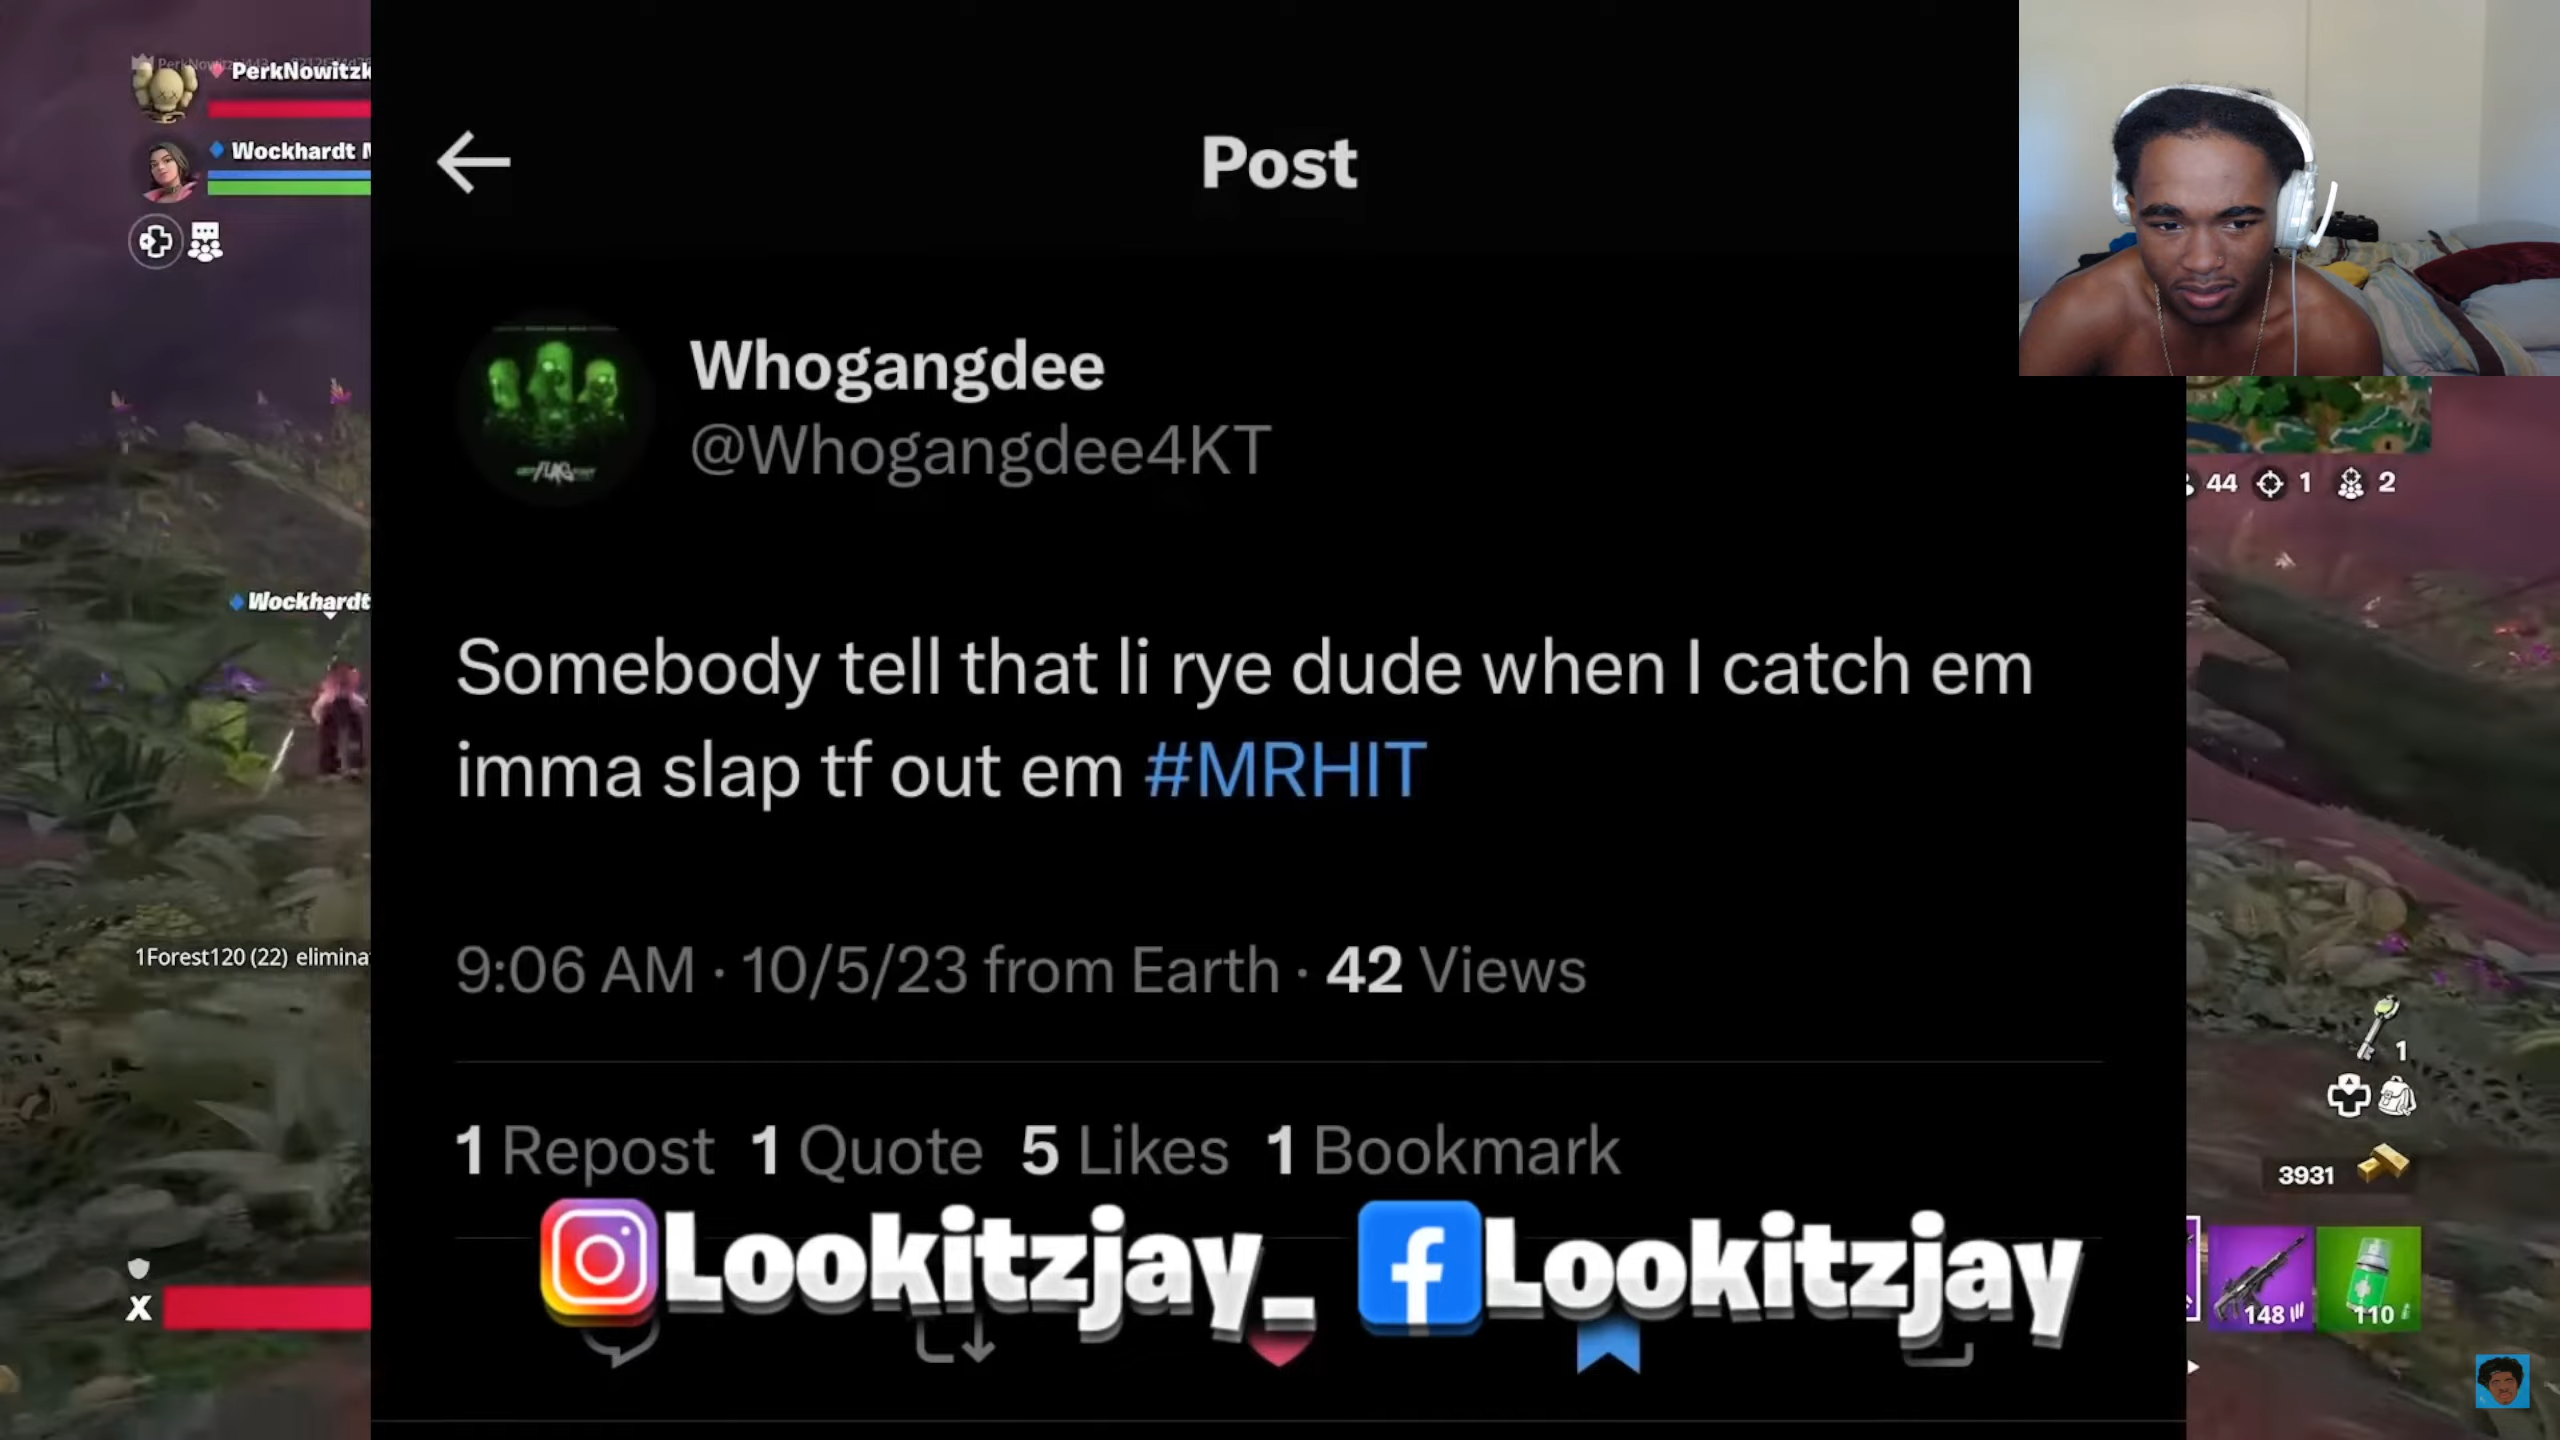 PerkNowitzk
Wockhardt
Post
Whogangdee
@Whogangdee4KT
44 1 2
Wockhardt
Somebody tell that li rye dude when I catch em
imma slap tf out em #MRHIT
1Forest120 (22) elimina
9:06 AM · 10/5/23 from Earth · 42 Views
1
1 Repost 1 Quote 5 Likes 1 Bookmark
3931
Lookitzjay_ Lookitzjay
X
148 110